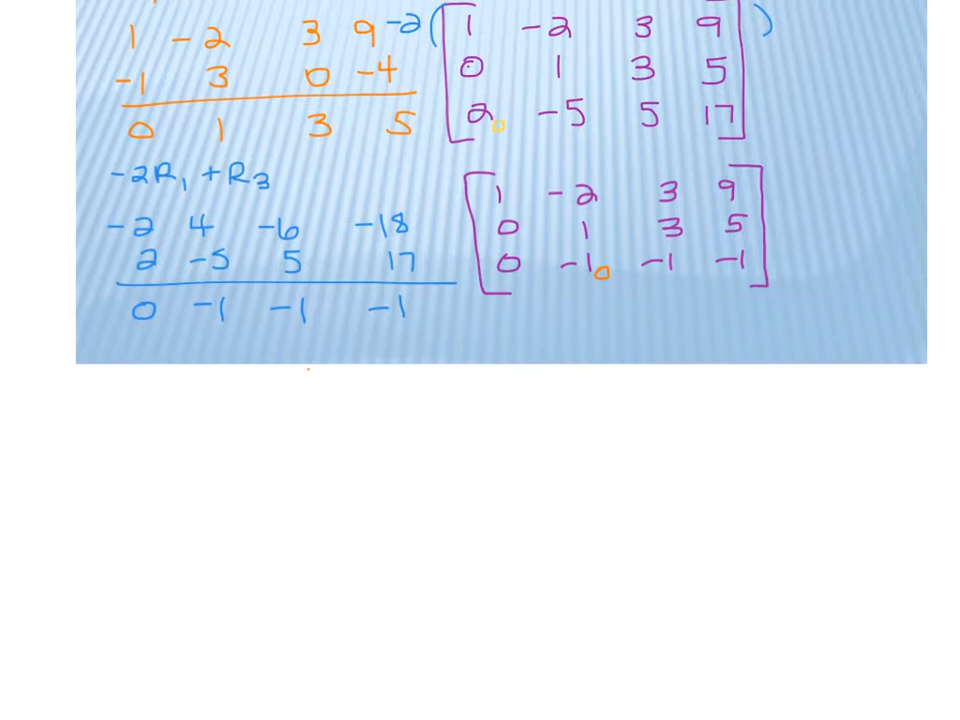 1 -2 3 9
-1 3 0 -4
0 1 3 5
-2( [ 1 -2 3 9 ] )
[ 0 1 3 5 ]
[ 2 0 -5 5 17 ]
-2R1 + R3
-2 4 -6 -18
2 -5 5 17
0 -1 -1 -1
[ 1 -2 3 9 ]
[ 0 1 3 5 ]
[ 0 -1 0 -1 -1 ]